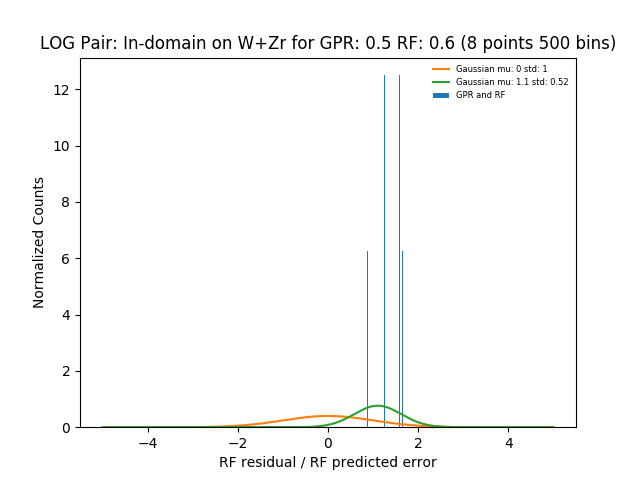 LOG Pair: In-domain on W+Zr for GPR: 0.5 RF: 0.6 (8 points 500 bins)
Gaussian mu: 0 std: 1
Gaussian mu: 1.1 std: 0.52
GPR and RF
Normalized Counts
12
10
8
6
4
2
0
−4
−2
0
2
4
RF residual / RF predicted error